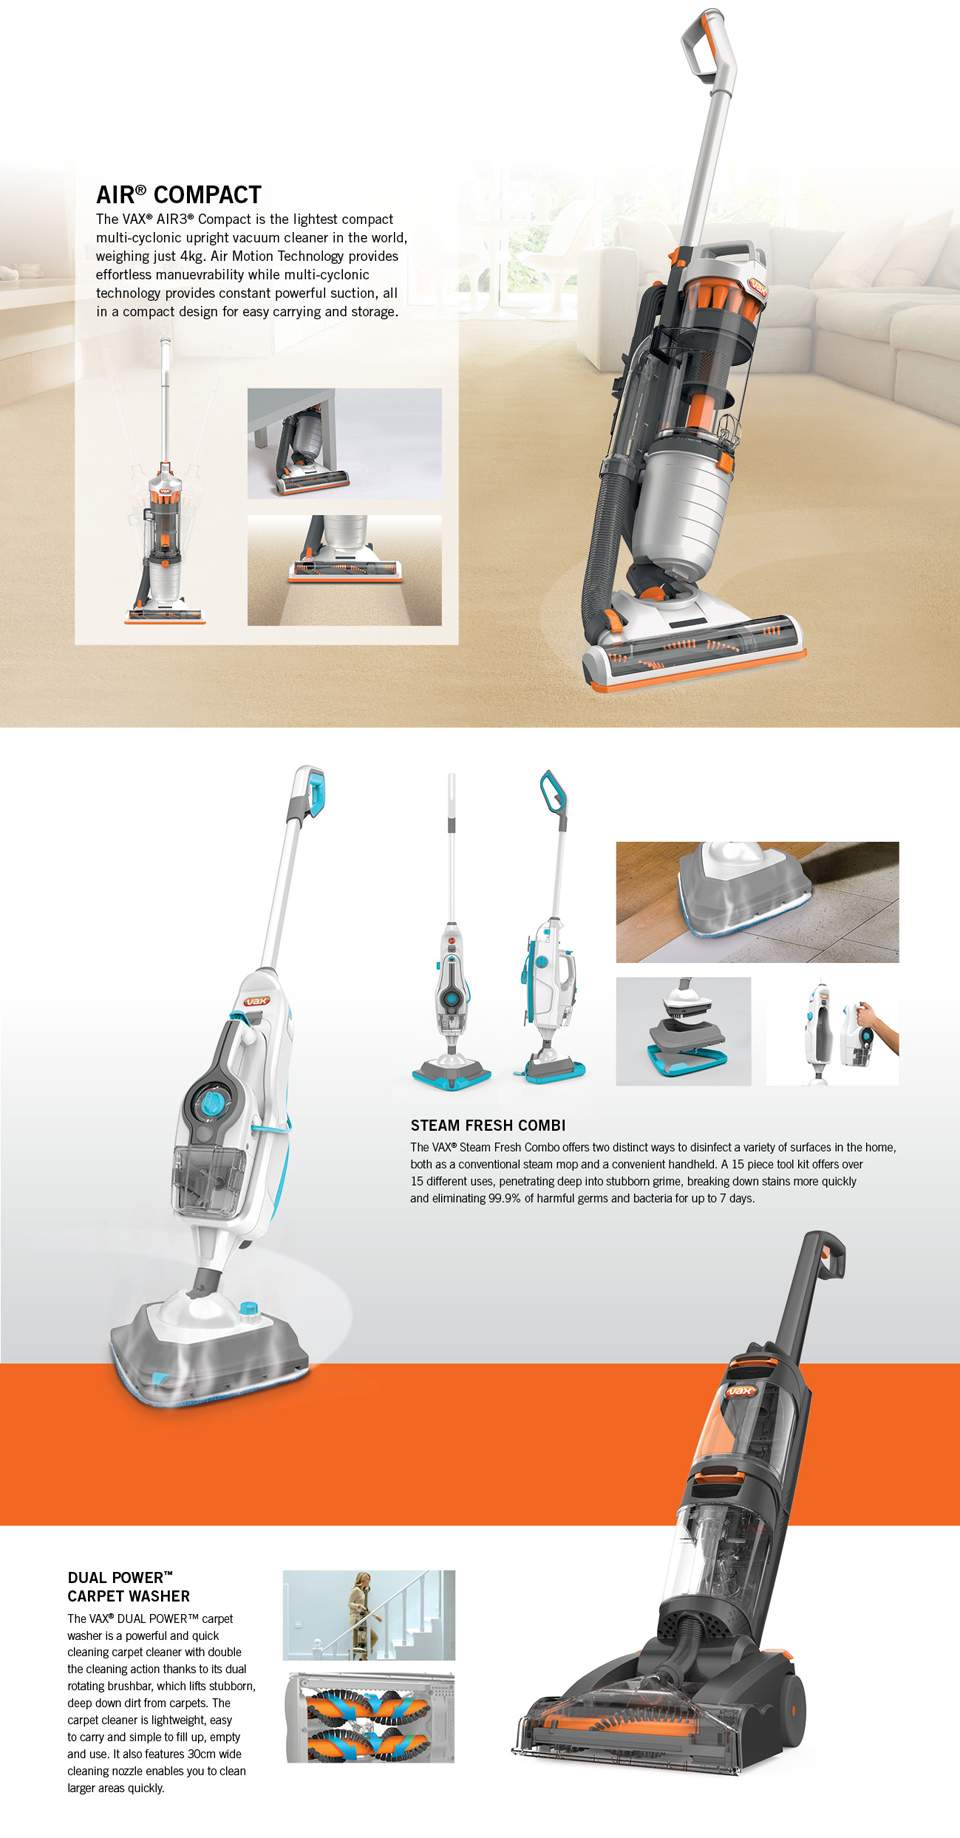 AIR® COMPACT
The VAX® AIR3® Compact is the lightest compact
multi-cyclonic upright vacuum cleaner in the world,
weighing just 4kg. Air Motion Technology provides
effortless manuevrability while multi-cyclonic
technology provides constant powerful suction, all
in a compact design for easy carrying and storage.
vax
vax
STEAM FRESH COMBI
The VAX® Steam Fresh Combo offers two distinct ways to disinfect a variety of surfaces in the home,
both as a conventional steam mop and a convenient handheld. A 15 piece tool kit offers over
15 different uses, penetrating deep into stubborn grime, breaking down stains more quickly
and eliminating 99.9% of harmful germs and bacteria for up to 7 days.
vax
DUAL POWER™
CARPET WASHER
The VAX® DUAL POWER™ carpet
washer is a powerful and quick
cleaning carpet cleaner with double
the cleaning action thanks to its dual
rotating brushbar, which lifts stubborn,
deep down dirt from carpets. The
carpet cleaner is lightweight, easy
to carry and simple to fill up, empty
and use. It also features 30cm wide
cleaning nozzle enables you to clean
larger areas quickly.